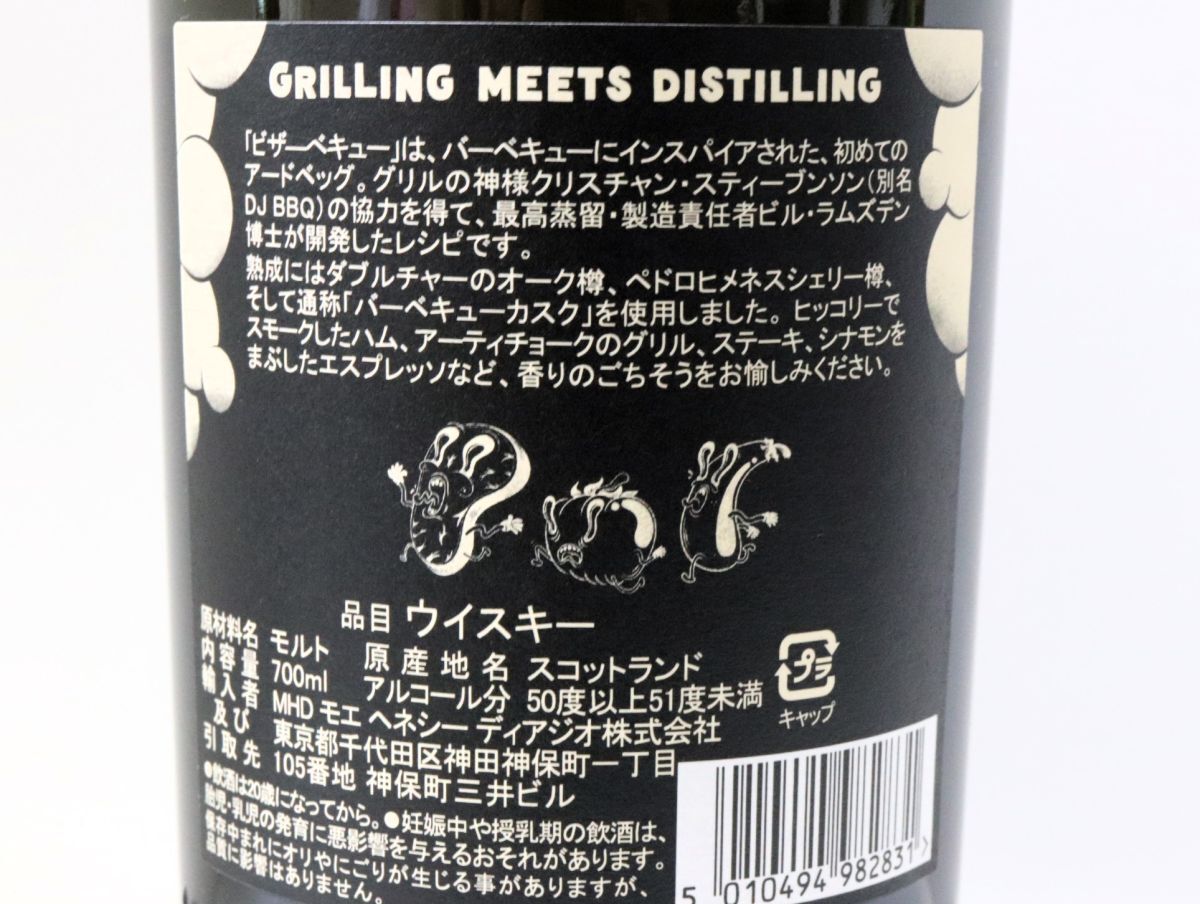 GRILLING MEETS DISTILLING
「ビザーベキュー」は、バーベキューにインスパイアされた、初めての
アードベッグ。グリルの神様クリスチャン・スティーブンソン（別名
DJ BBQ）の協力を得て、最高蒸留・製造責任者ビル・ラムズデン
博士が開発したレシピです。
熟成にはダブルチャーのオーク樽、ペドロヒメネスシェリー樽、
そして通称「バーベキューカスク」を使用しました。ヒッコリーで
スモークしたハム、アーティチョークのグリル、ステーキ、シナモンを
まぶしたエスプレッソなど、香りのごちそうをお愉しみください。
品目 ウイスキー
原材料名 モルト 原産地名 スコットランド
内容量 700ml アルコール分 50度以上51度未満
輸入者 MHD モエ ヘネシー ディアジオ株式会社
及び 東京都千代田区神田神保町一丁目
引取先 105番地 神保町三井ビル
プラ
キャップ
●飲酒は20歳になってから。●妊娠中や授乳期の飲酒は、
胎児・乳児の発育に悪影響を与えるおそれがあります。
保存中まれにオリやにごりが生じる事がありますが、
品質に影響はありません。
5 010494 982831 >